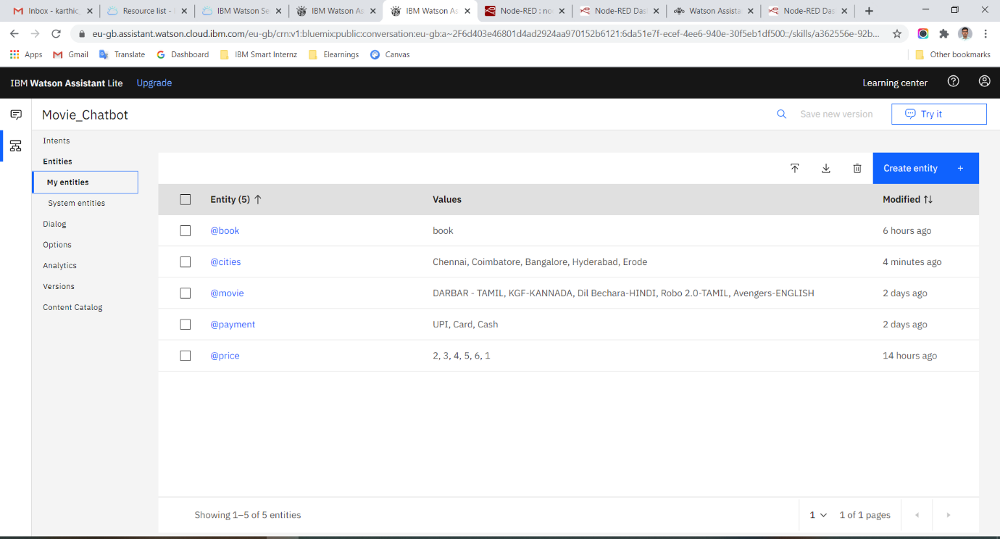 Inbox - karthic
Resource list -
IBM Watson Se
IBM Watson As
IBM Watson As
Node-RED : no
Node-RED Das
Watson Assista
Node-RED Das
eu-gb.assistant.watson.cloud.ibm.com/eu-gb/crn:v1:bluemix:public:conversation:eu-gb:a~2F6d403e46801d4ad2924aa970152b6121:6da51e7f-ecef-4ee6-940e-30f5eb1df500::/skills/a362556e-92b...
Apps Gmail Translate Dashboard IBM Smart Internz Elearnings Canvas Other bookmarks
IBM Watson Assistant Lite Upgrade Learning center
Movie_Chatbot Save new version Try it
Intents
Entities
My entities
System entities
Dialog
Options
Analytics
Versions
Content Catalog
Create entity +
Entity (5) Values Modified
@book book 6 hours ago
@cities Chennai, Coimbatore, Bangalore, Hyderabad, Erode 4 minutes ago
@movie DARBAR - TAMIL, KGF-KANNADA, Dil Bechara-HINDI, Robo 2.0-TAMIL, Avengers-ENGLISH 2 days ago
@payment UPI, Card, Cash 2 days ago
@price 2, 3, 4, 5, 6, 1 14 hours ago
Showing 1–5 of 5 entities 1 1 of 1 pages